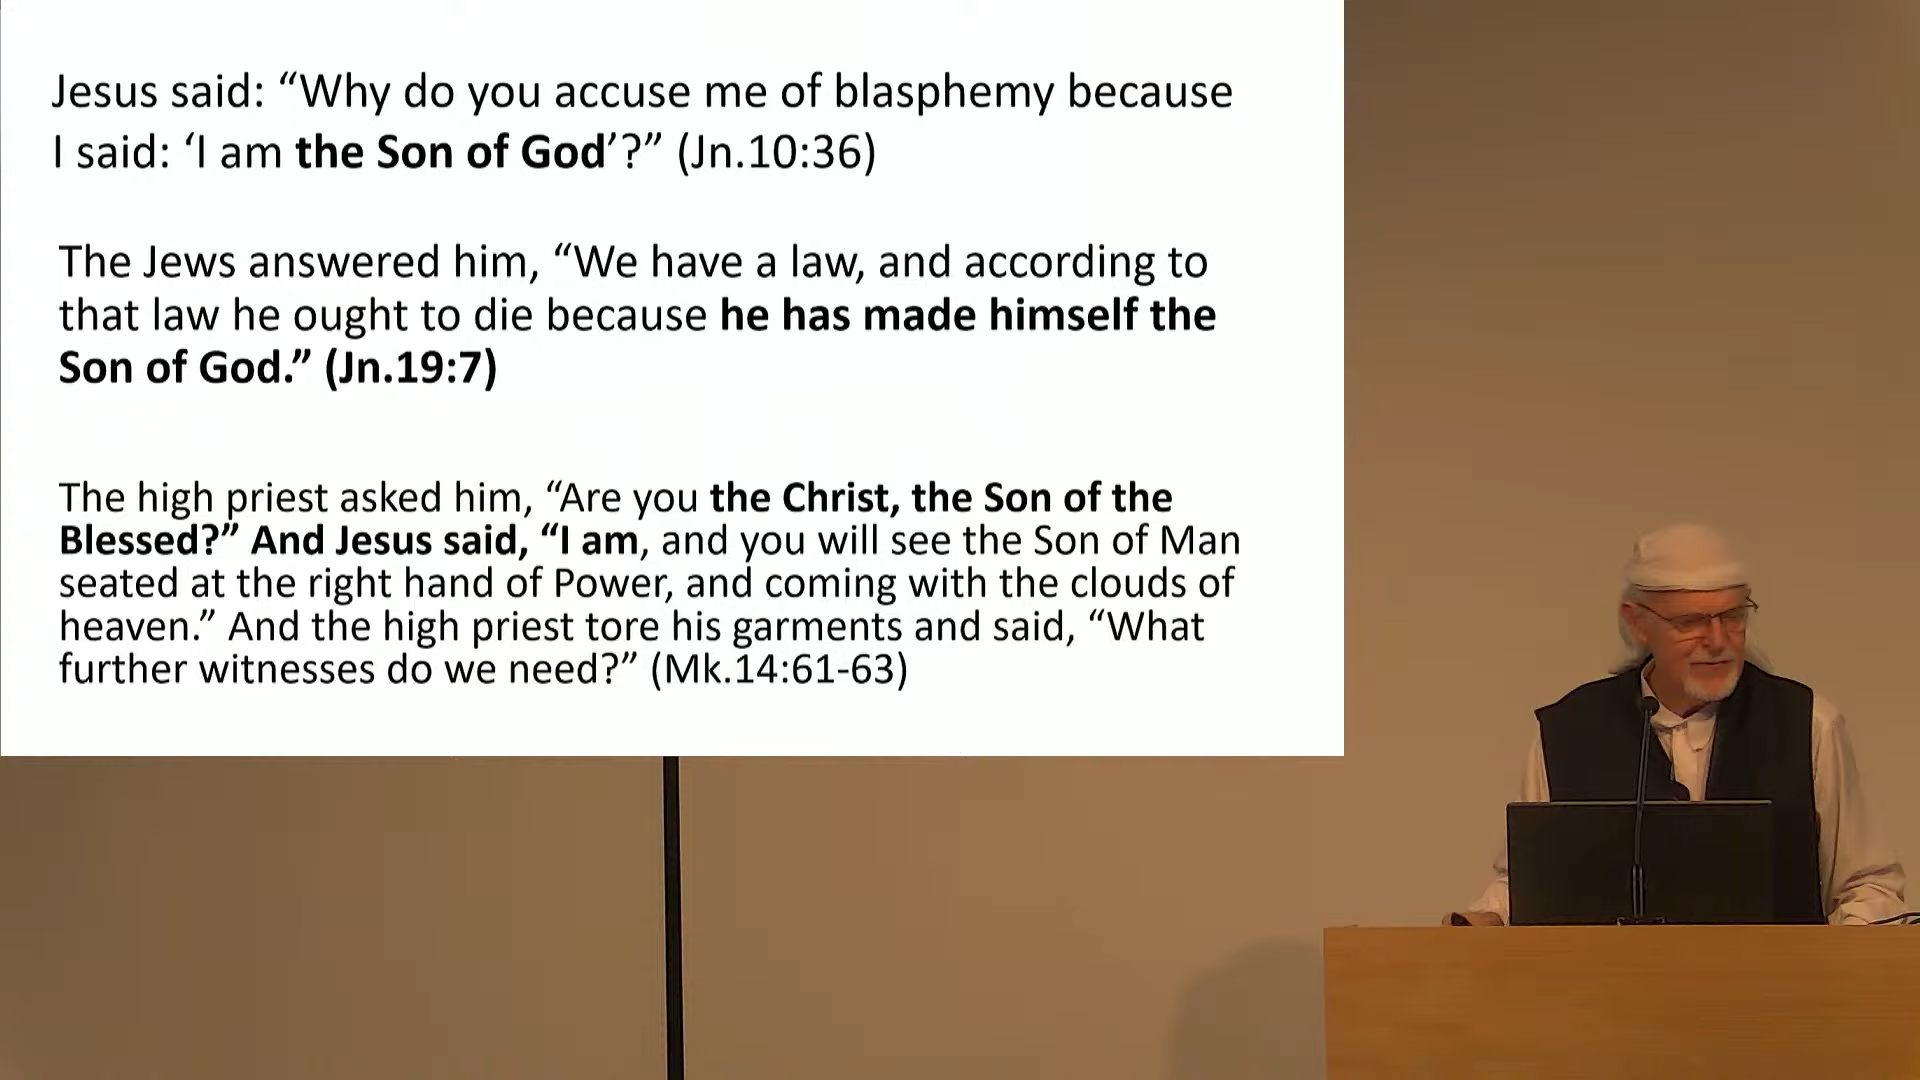 Jesus said: “Why do you accuse me of blasphemy because
I said: ‘I am the Son of God’?” (Jn.10:36)
The Jews answered him, “We have a law, and according to
that law he ought to die because he has made himself the
Son of God.” (Jn.19:7)
The high priest asked him, “Are you the Christ, the Son of the
Blessed?” And Jesus said, “I am, and you will see the Son of Man
seated at the right hand of Power, and coming with the clouds of
heaven.” And the high priest tore his garments and said, “What
further witnesses do we need?” (Mk.14:61-63)